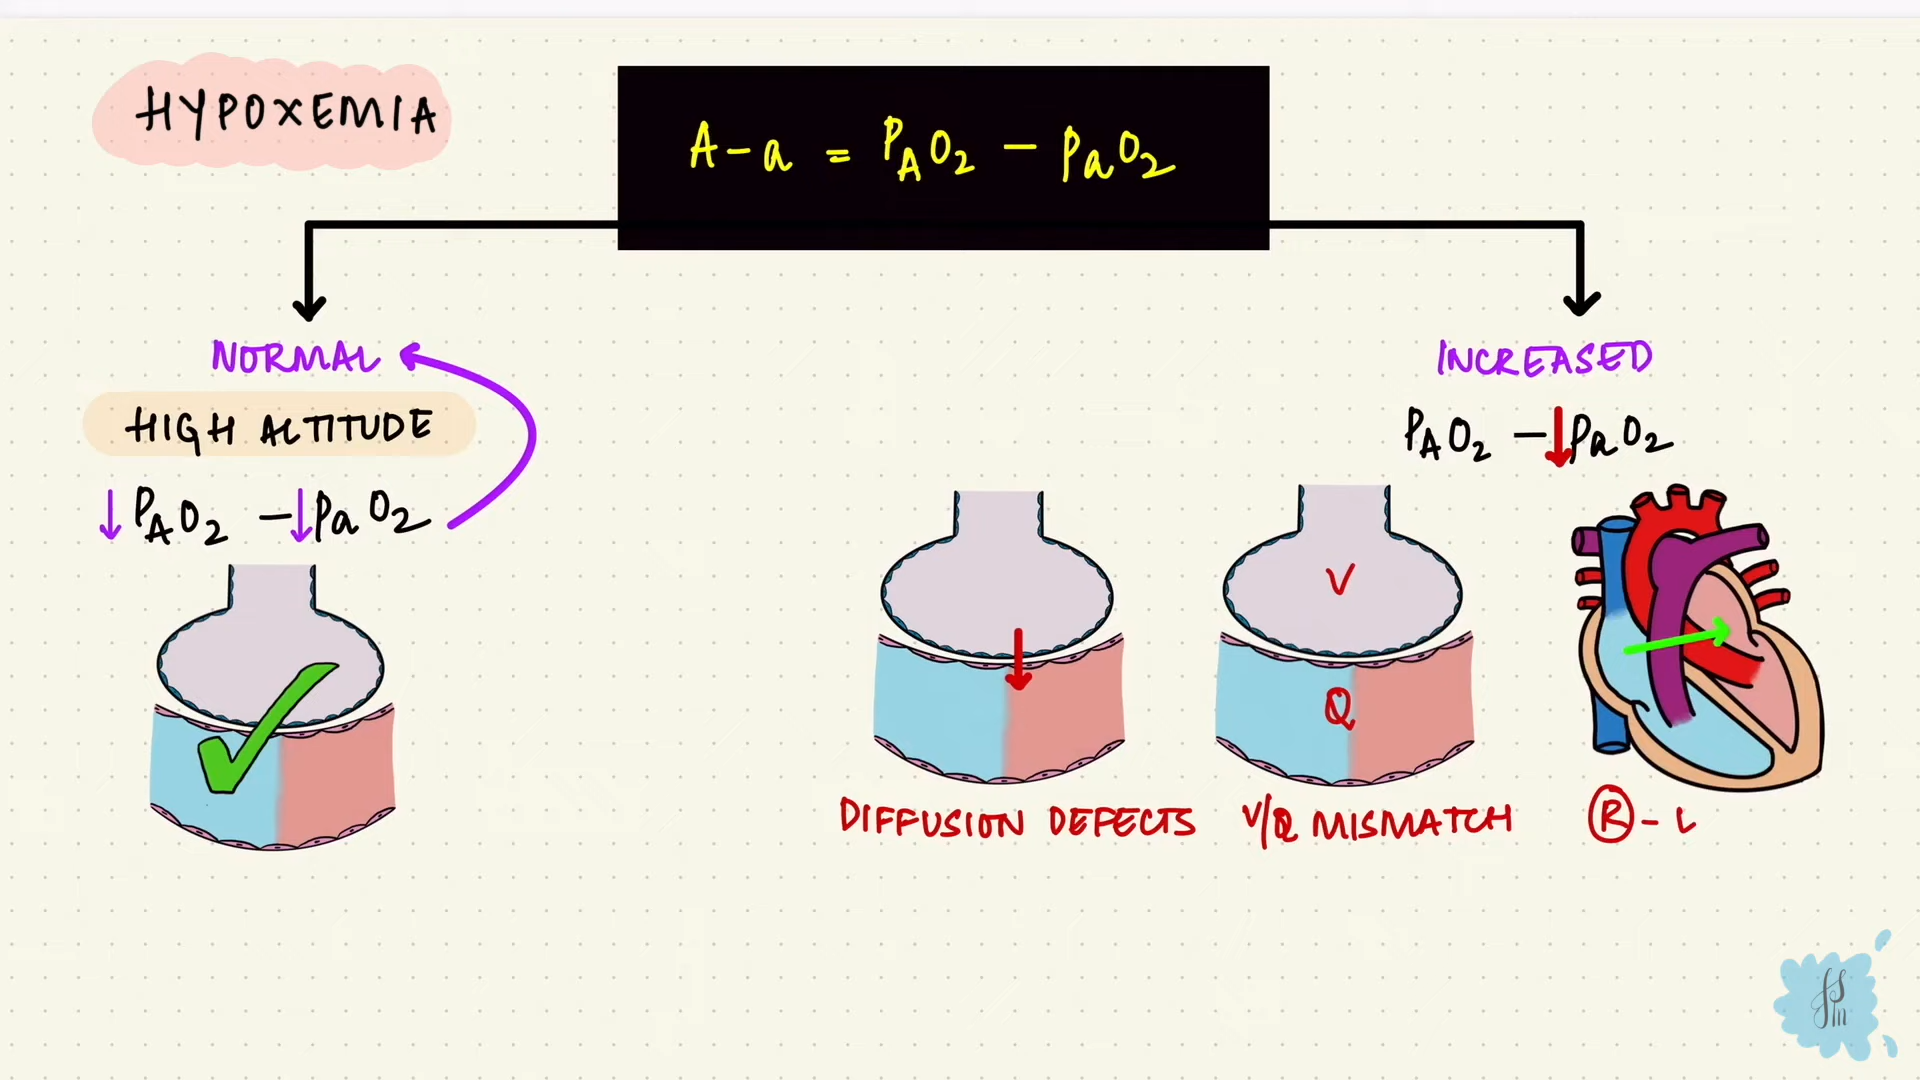 HYPOXEMIA
A-a = PAO2 - PaO2
NORMAL
HIGH ALTITUDE
↓PAO2 - ↓PaO2
INCREASED
PAO2 - ↓PaO2
V
Q
DIFFUSION DEFECTS
V/Q MISMATCH
R - L